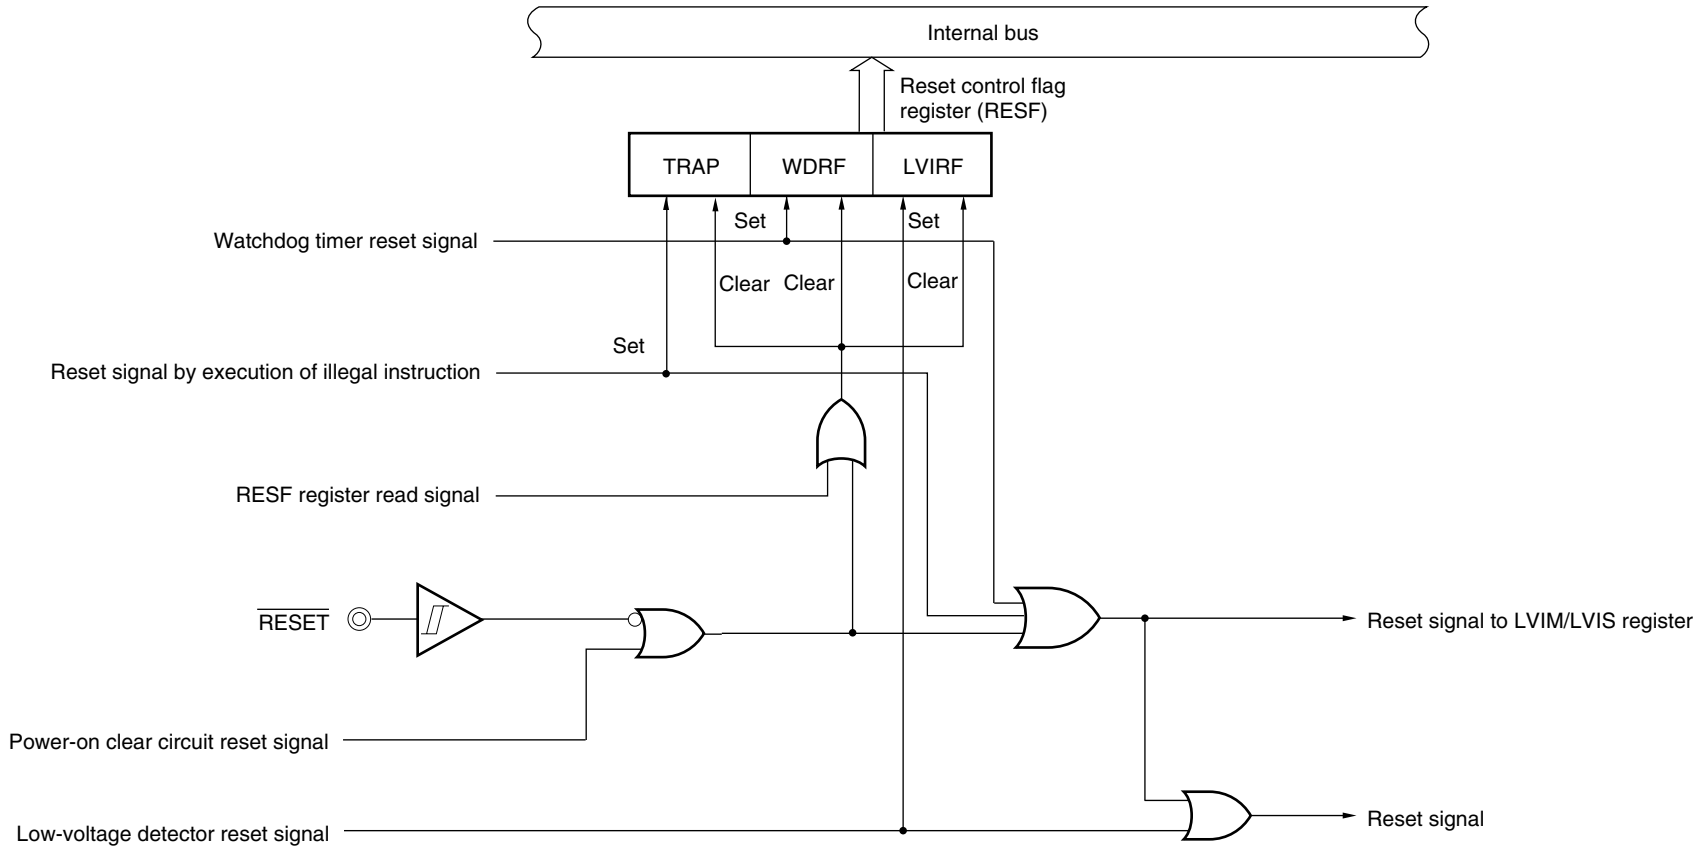 Internal bus
Reset control flag
register (RESF)
TRAP
WDRF
LVIRF
Set
Set
Watchdog timer reset signal
Clear
Clear
Clear
Set
Reset signal by execution of illegal instruction
RESF register read signal
RESET
Reset signal to LVIM/LVIS register
Power-on clear circuit reset signal
Reset signal
Low-voltage detector reset signal